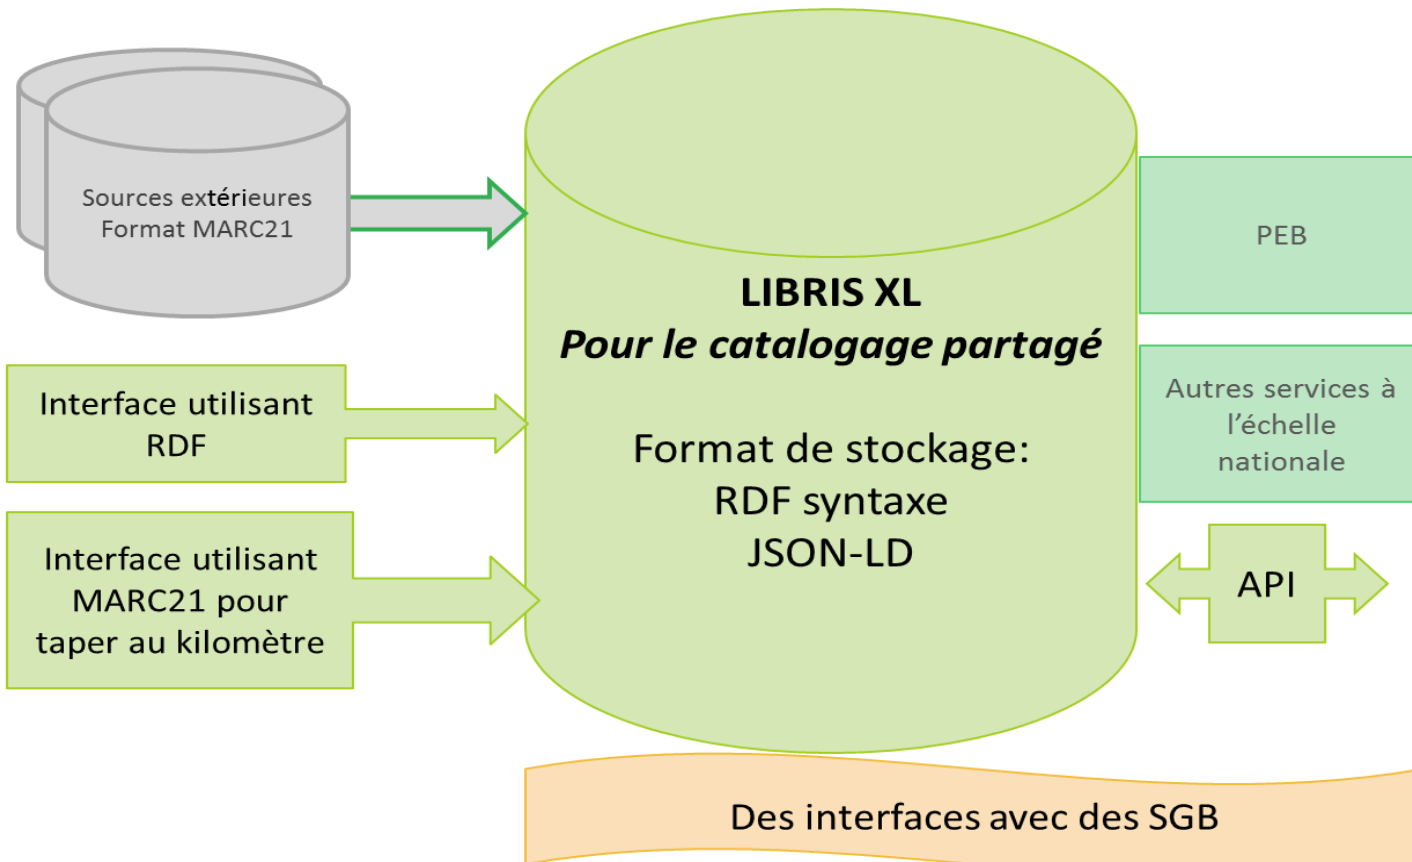 Sources extérieures
Format MARC21
Interface utilisant
RDF
Interface utilisant
MARC21 pour
taper au kilomètre
LIBRIS XL
Pour le catalogage partagé
Format de stockage:
RDF syntaxe
JSON-LD
PEB
Autres services à
l’échelle
nationale
API
Des interfaces avec des SGB